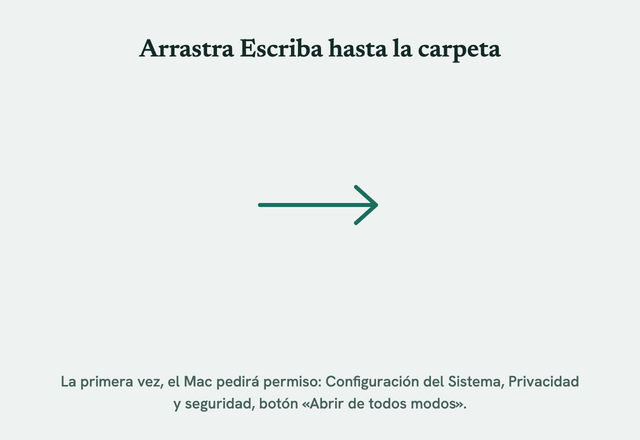 Arrastra Escriba hasta la carpeta
La primera vez, el Mac pedirá permiso: Configuración del Sistema, Privacidad
y seguridad, botón «Abrir de todos modos».